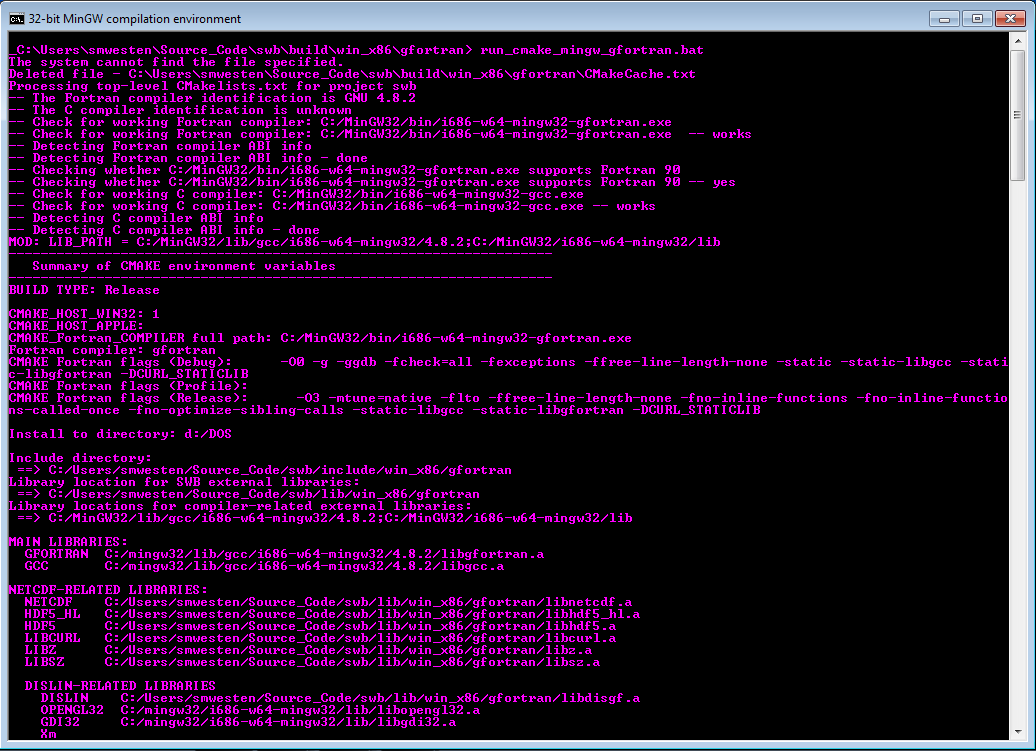 32-bit MinGW compilation environment
_C:\Users\smwesten\Source_Code\swb\build\win_x86\gfortran> run_cmake_mingw_gfortran.bat
The system cannot find the file specified.
Deleted file - C:\Users\smwesten\Source_Code\swb\build\win_x86\gfortran\CMakeCache.txt
Processing top-level CMakelists.txt for project swb
-- The Fortran compiler identification is GNU 4.8.2
-- The C compiler identification is unknown
-- Check for working Fortran compiler: C:/MinGW32/bin/i686-w64-mingw32-gfortran.exe
-- Check for working Fortran compiler: C:/MinGW32/bin/i686-w64-mingw32-gfortran.exe  -- works
-- Detecting Fortran compiler ABI info
-- Detecting Fortran compiler ABI info - done
-- Checking whether C:/MinGW32/bin/i686-w64-mingw32-gfortran.exe supports Fortran 90
-- Checking whether C:/MinGW32/bin/i686-w64-mingw32-gfortran.exe supports Fortran 90 -- yes
-- Check for working C compiler: C:/MinGW32/bin/i686-w64-mingw32-gcc.exe
-- Check for working C compiler: C:/MinGW32/bin/i686-w64-mingw32-gcc.exe -- works
-- Detecting C compiler ABI info
-- Detecting C compiler ABI info - done
MOD: LIB_PATH = C:/MinGW32/lib/gcc/i686-w64-mingw32/4.8.2;C:/MinGW32/i686-w64-mingw32/lib
--------------------------------------------------------------------
   Summary of CMAKE environment variables
--------------------------------------------------------------------
BUILD TYPE: Release
CMAKE_HOST_WIN32: 1
CMAKE_HOST_APPLE:
CMAKE_Fortran_COMPILER full path: C:/MinGW32/bin/i686-w64-mingw32-gfortran.exe
Fortran compiler: gfortran
CMAKE Fortran flags (Debug):      -O0 -g -ggdb -fcheck=all -fexceptions -ffree-line-length-none -static -static-libgcc -stati
c-libgfortran -DCURL_STATICLIB
CMAKE Fortran flags (Profile):
CMAKE Fortran flags (Release):      -O3 -mtune=native -flto -ffree-line-length-none -fno-inline-functions -fno-inline-functio
ns-called-once -fno-optimize-sibling-calls -static-libgcc -static-libgfortran -DCURL_STATICLIB
Install to directory: d:/DOS
Include directory:
 ==> C:/Users/smwesten/Source_Code/swb/include/win_x86/gfortran
Library location for SWB external libraries:
 ==> C:/Users/smwesten/Source_Code/swb/lib/win_x86/gfortran
Library locations for compiler-related external libraries:
 ==> C:/MinGW32/lib/gcc/i686-w64-mingw32/4.8.2;C:/MinGW32/i686-w64-mingw32/lib
MAIN LIBRARIES:
  GFORTRAN  C:/mingw32/lib/gcc/i686-w64-mingw32/4.8.2/libgfortran.a
  GCC       C:/mingw32/lib/gcc/i686-w64-mingw32/4.8.2/libgcc.a
NETCDF-RELATED LIBRARIES:
  NETCDF    C:/Users/smwesten/Source_Code/swb/lib/win_x86/gfortran/libnetcdf.a
  HDF5_HL   C:/Users/smwesten/Source_Code/swb/lib/win_x86/gfortran/libhdf5_hl.a
  HDF5      C:/Users/smwesten/Source_Code/swb/lib/win_x86/gfortran/libhdf5.a
  LIBCURL   C:/Users/smwesten/Source_Code/swb/lib/win_x86/gfortran/libcurl.a
  LIBZ      C:/Users/smwesten/Source_Code/swb/lib/win_x86/gfortran/libz.a
  LIBSZ     C:/Users/smwesten/Source_Code/swb/lib/win_x86/gfortran/libsz.a
  DISLIN-RELATED LIBRARIES
    DISLIN    C:/Users/smwesten/Source_Code/swb/lib/win_x86/gfortran/libdisgf.a
    OPENGL32  C:/mingw32/i686-w64-mingw32/lib/libopengl32.a
    GDI32     C:/mingw32/i686-w64-mingw32/lib/libgdi32.a
    Xm